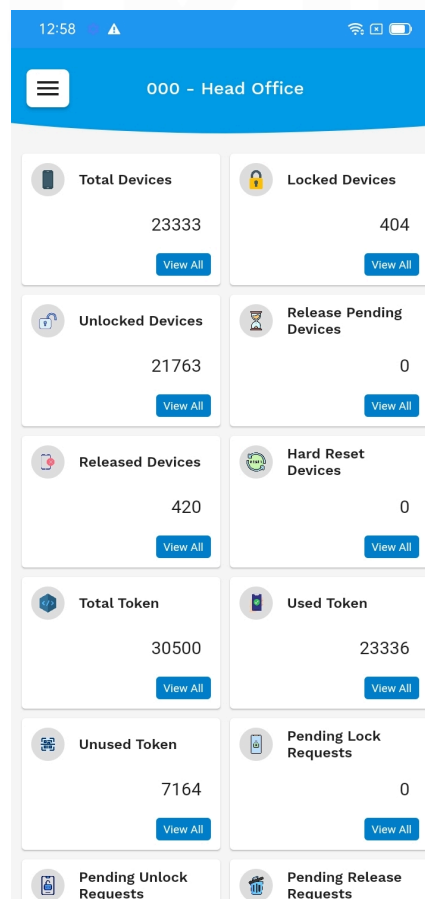 12:58
000 - Head Office
Total Devices
23333
View All
Locked Devices
404
View All
Unlocked Devices
21763
View All
Release Pending
Devices
0
View All
Released Devices
420
View All
Hard Reset
Devices
0
View All
Total Token
30500
View All
Used Token
23336
View All
Unused Token
7164
View All
Pending Lock
Requests
0
View All
Pending Unlock
Requests
Pending Release
Requests